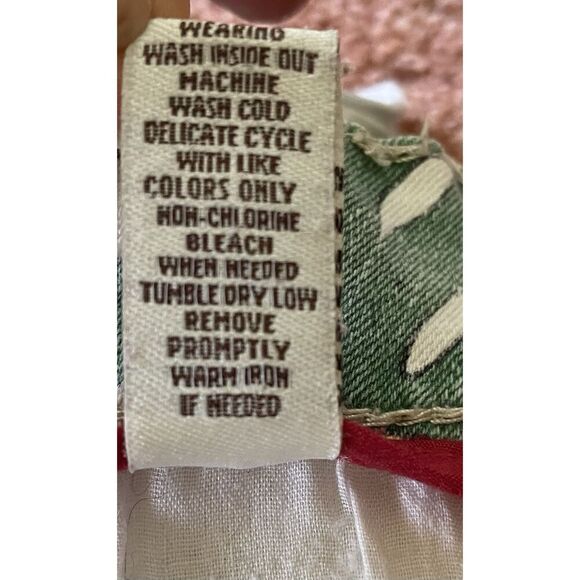 WEARING
WASH INSIDE OUT
MACHINE
WASH COLD
DELICATE CYCLE
WITH LIKE
COLORS ONLY
NON-CHLORINE
BLEACH
WHEN NEEDED
TUMBLE DRY LOW
REMOVE
PROMPTLY
WARM IRON
IF NEEDED